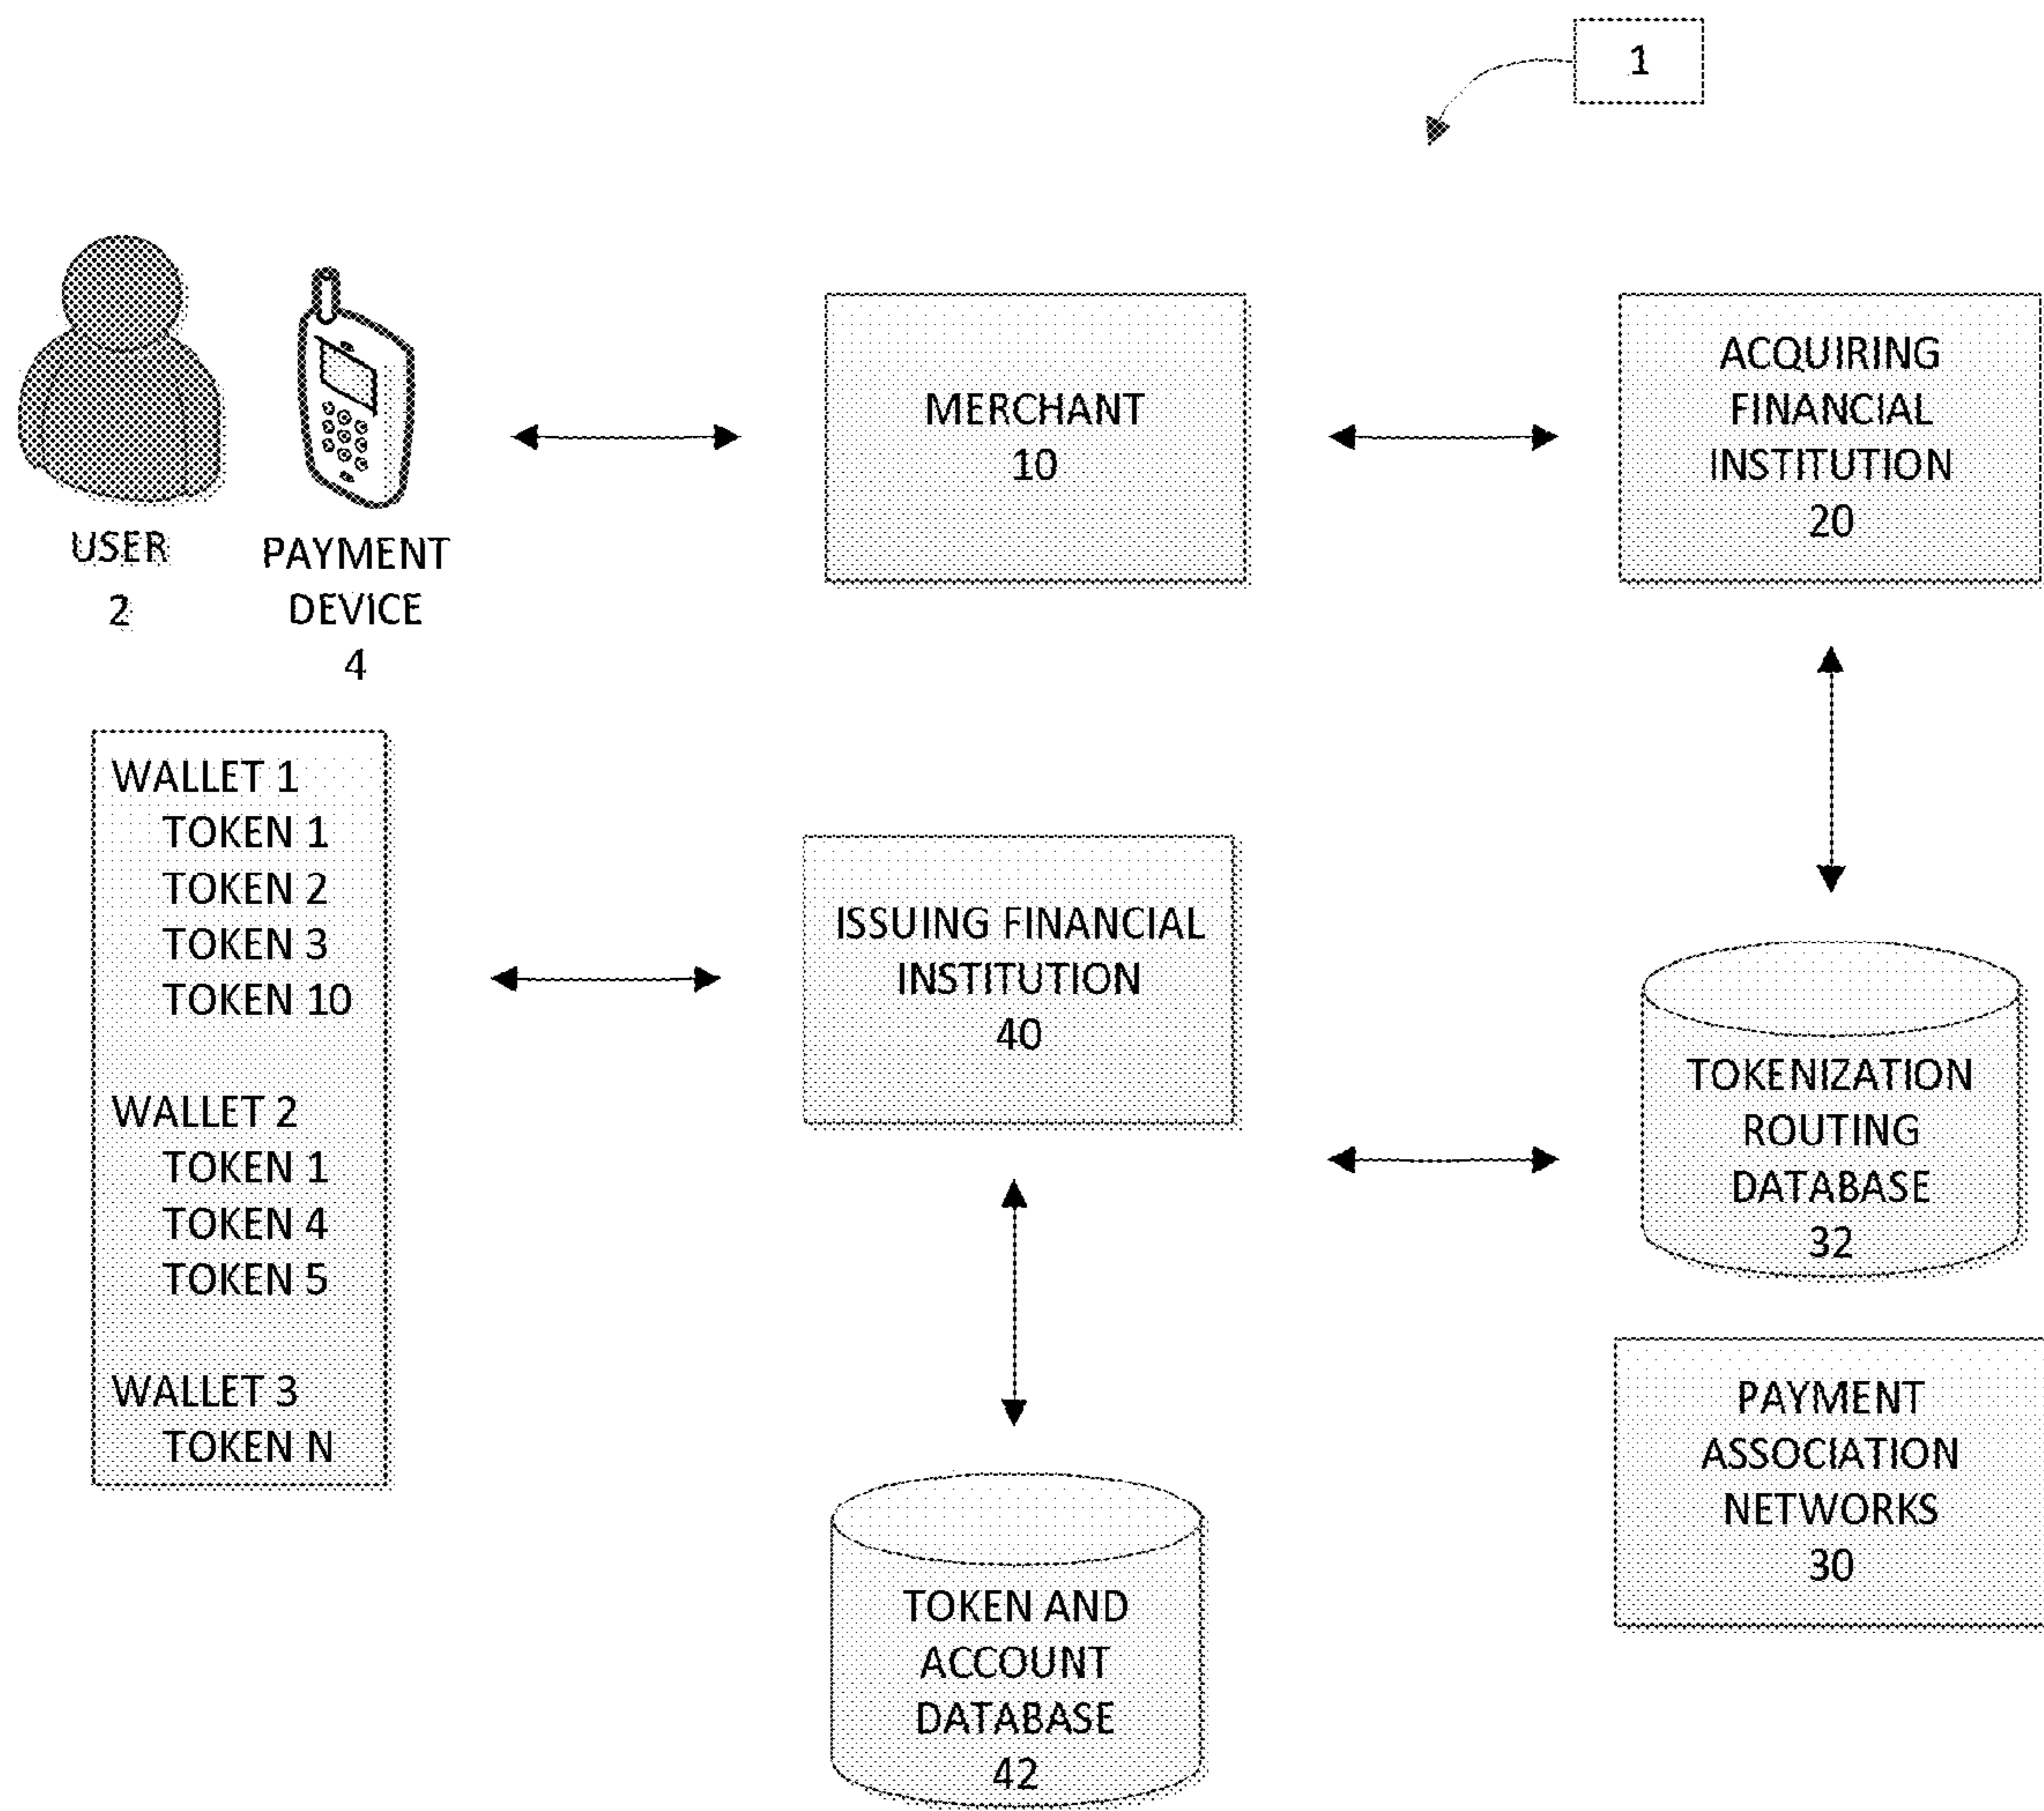 1
USER
2
PAYMENT
DEVICE
4
MERCHANT
10
ACQUIRING
FINANCIAL
INSTITUTION
20
WALLET 1
TOKEN 1
TOKEN 2
TOKEN 3
TOKEN 10
WALLET 2
TOKEN 1
TOKEN 4
TOKEN 5
WALLET 3
TOKEN N
ISSUING FINANCIAL
INSTITUTION
40
TOKENIZATION
ROUTING
DATABASE
32
PAYMENT
ASSOCIATION
NETWORKS
30
TOKEN AND
ACCOUNT
DATABASE
42